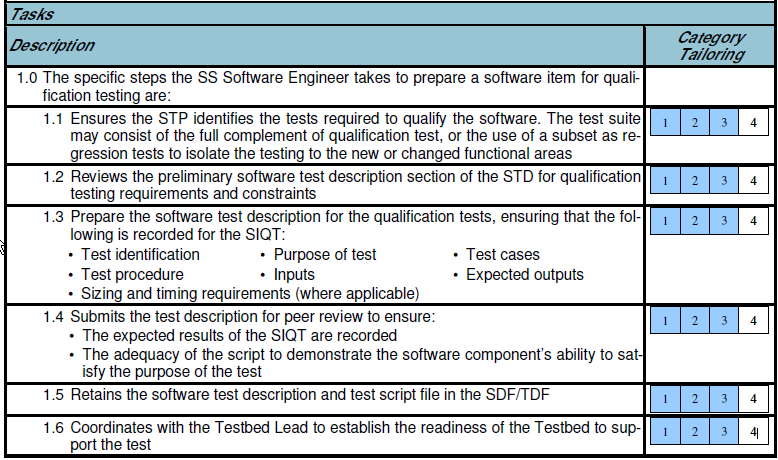 Tasks
Description
Category
Tailoring
1.0 The specific steps the SS Software Engineer takes to prepare a software item for quali-
fication testing are:
1.1 Ensures the STP identifies the tests required to qualify the software. The test suite
may consist of the full complement of qualification test, or the use of a subset as re-
gression tests to isolate the testing to the new or changed functional areas
1 2 3 4
1.2 Reviews the preliminary software test description section of the STD for qualification
testing requirements and constraints
1 2 3 4
1.3 Prepare the software test description for the qualification tests, ensuring that the fol-
lowing is recorded for the SIQT:
• Test identification • Purpose of test • Test cases
• Test procedure • Inputs • Expected outputs
• Sizing and timing requirements (where applicable)
1 2 3 4
1.4 Submits the test description for peer review to ensure:
• The expected results of the SIQT are recorded
• The adequacy of the script to demonstrate the software component's ability to sat-
isfy the purpose of the test
1 2 3 4
1.5 Retains the software test description and test script file in the SDF/TDF
1 2 3 4
1.6 Coordinates with the Testbed Lead to establish the readiness of the Testbed to sup-
port the test
1 2 3 4